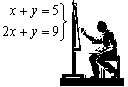 x + y = 5
2x + y = 9